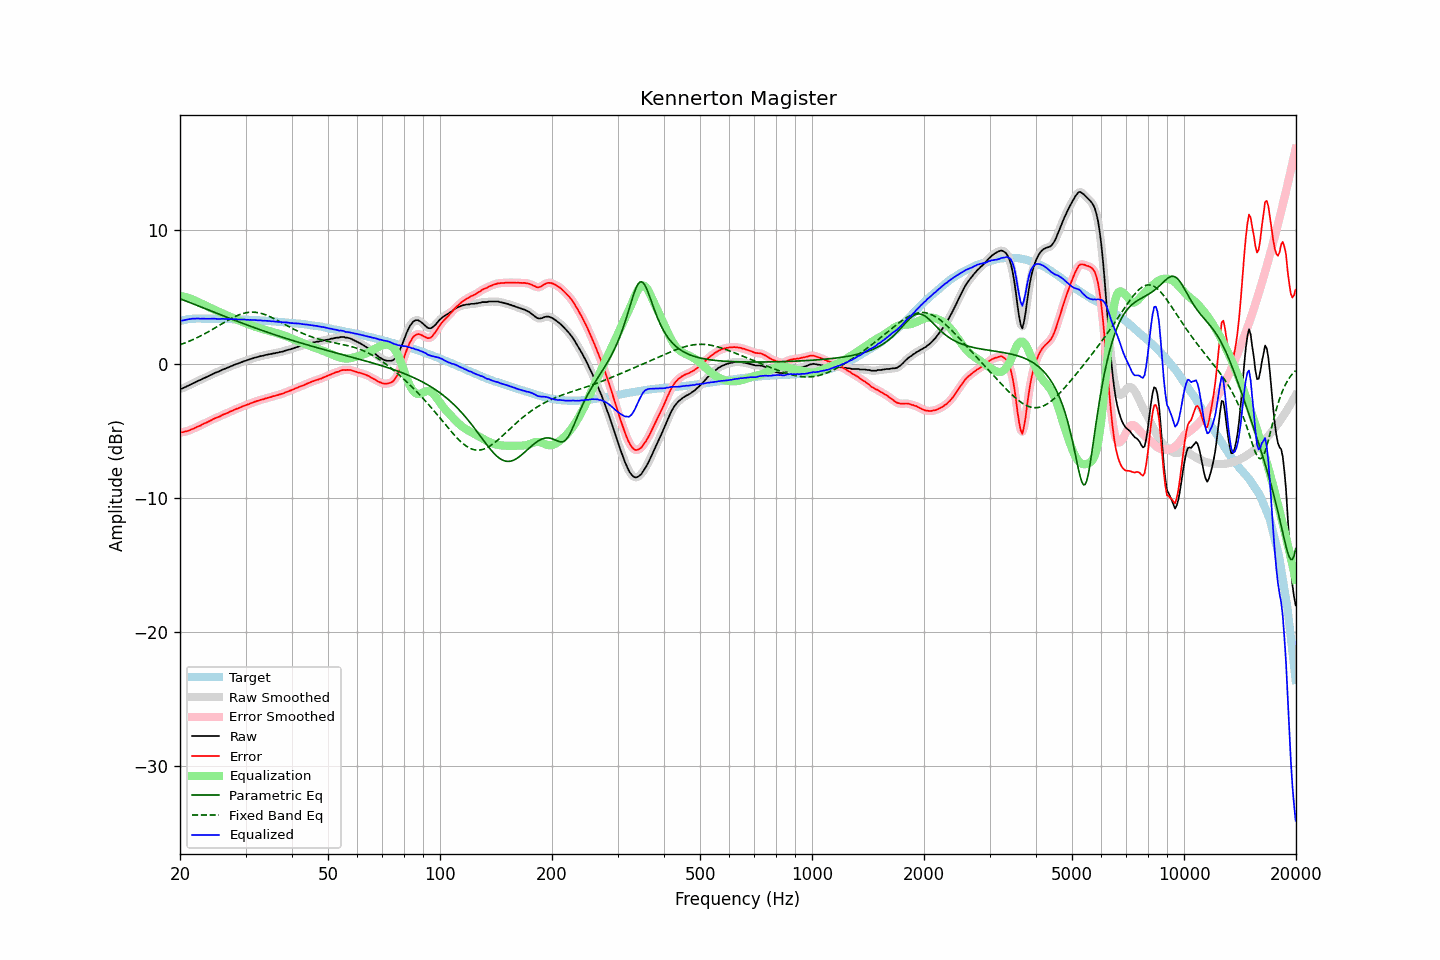 Kennerton Magister
Amplitude (dBr)
10
0
−10
−20
−30
Target
Raw Smoothed
Error Smoothed
Raw
Error
Equalization
Parametric Eq
Fixed Band Eq
Equalized
20 50 100 200 500 1000 2000 5000 10000 20000
Frequency (Hz)